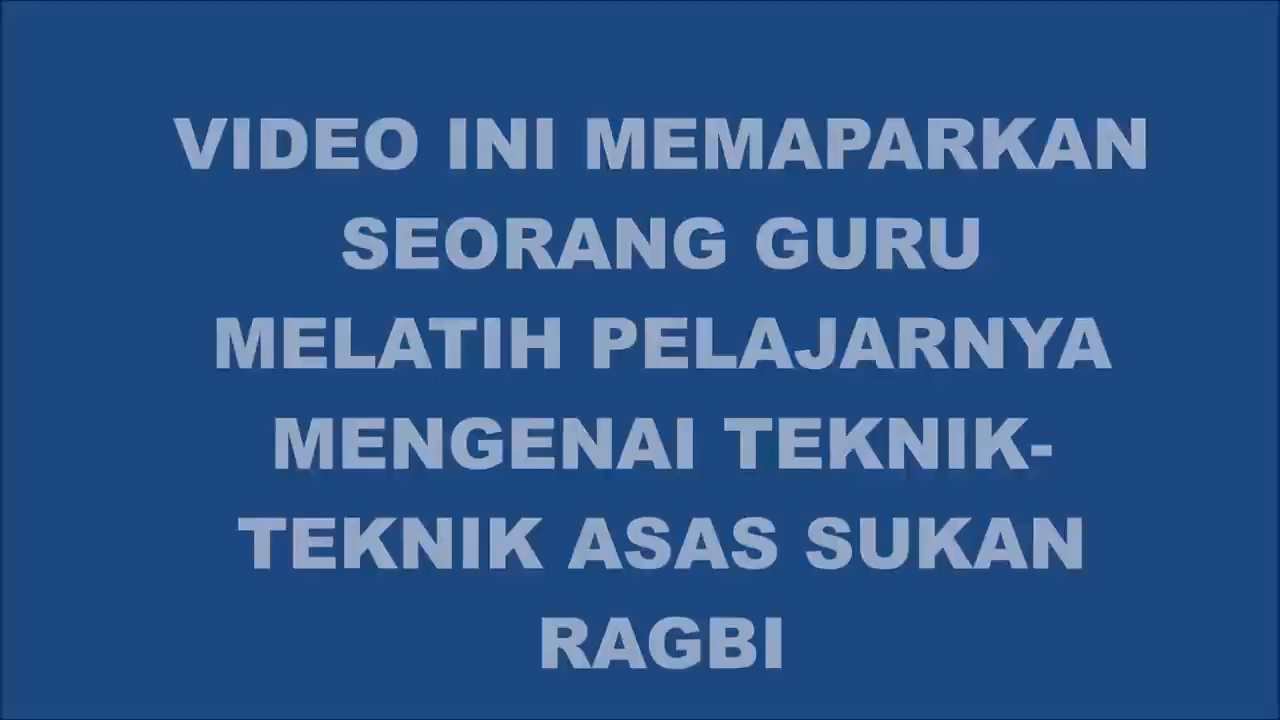 VIDEO INI MEMAPARKAN
SEORANG GURU
MELATIH PELAJARNYA
MENGENAI TEKNIK-
TEKNIK ASAS SUKAN
RAGBI